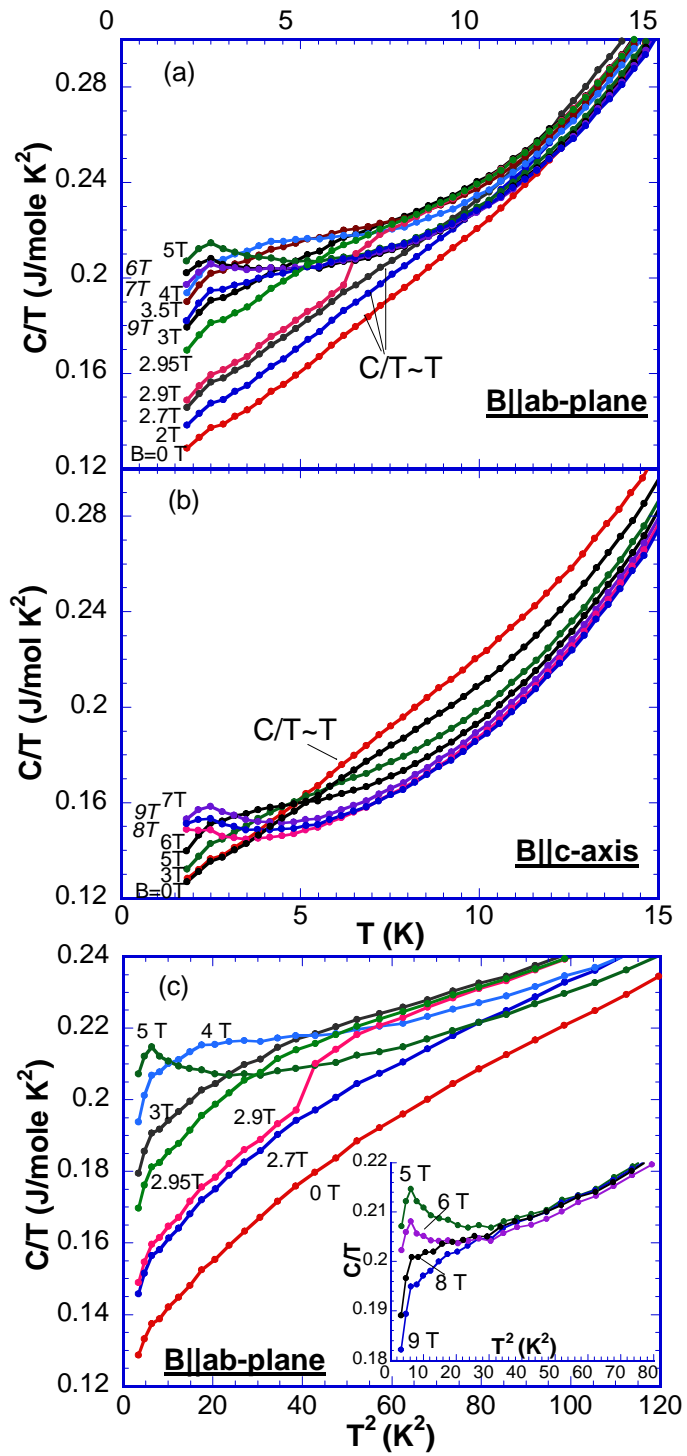 0 5 10 15
(a)
0.28
0.24
5T
6T
0.2
7T
4T
3.5T
9T
3T
C/T (J/mole K²)
2.95T
C/T~T
0.16
2.9T
B||ab-plane
2.7T
2T
B=0 T
0.12
(b)
0.28
0.24
C/T (J/mol K²)
0.2
C/T~T
0.16
7T
9T
8T
6T
5T
B||c-axis
3T
B=0T
0.12
0 5 10 15
T (K)
0.24
(c)
5 T
4 T
0.22
0.2
3T
2.9T
C/T (J/mole K²)
2.95T
2.7T
0.18
0 T
0.22
5 T
6 T
0.21
0.16
C/T
0.2
8 T
0.19
0.14
9 T
T² (K²)
0.18
B||ab-plane
0 10 20 30 40 50 60 70 80
0.12
0 20 40 60 80 100 120
T² (K²)